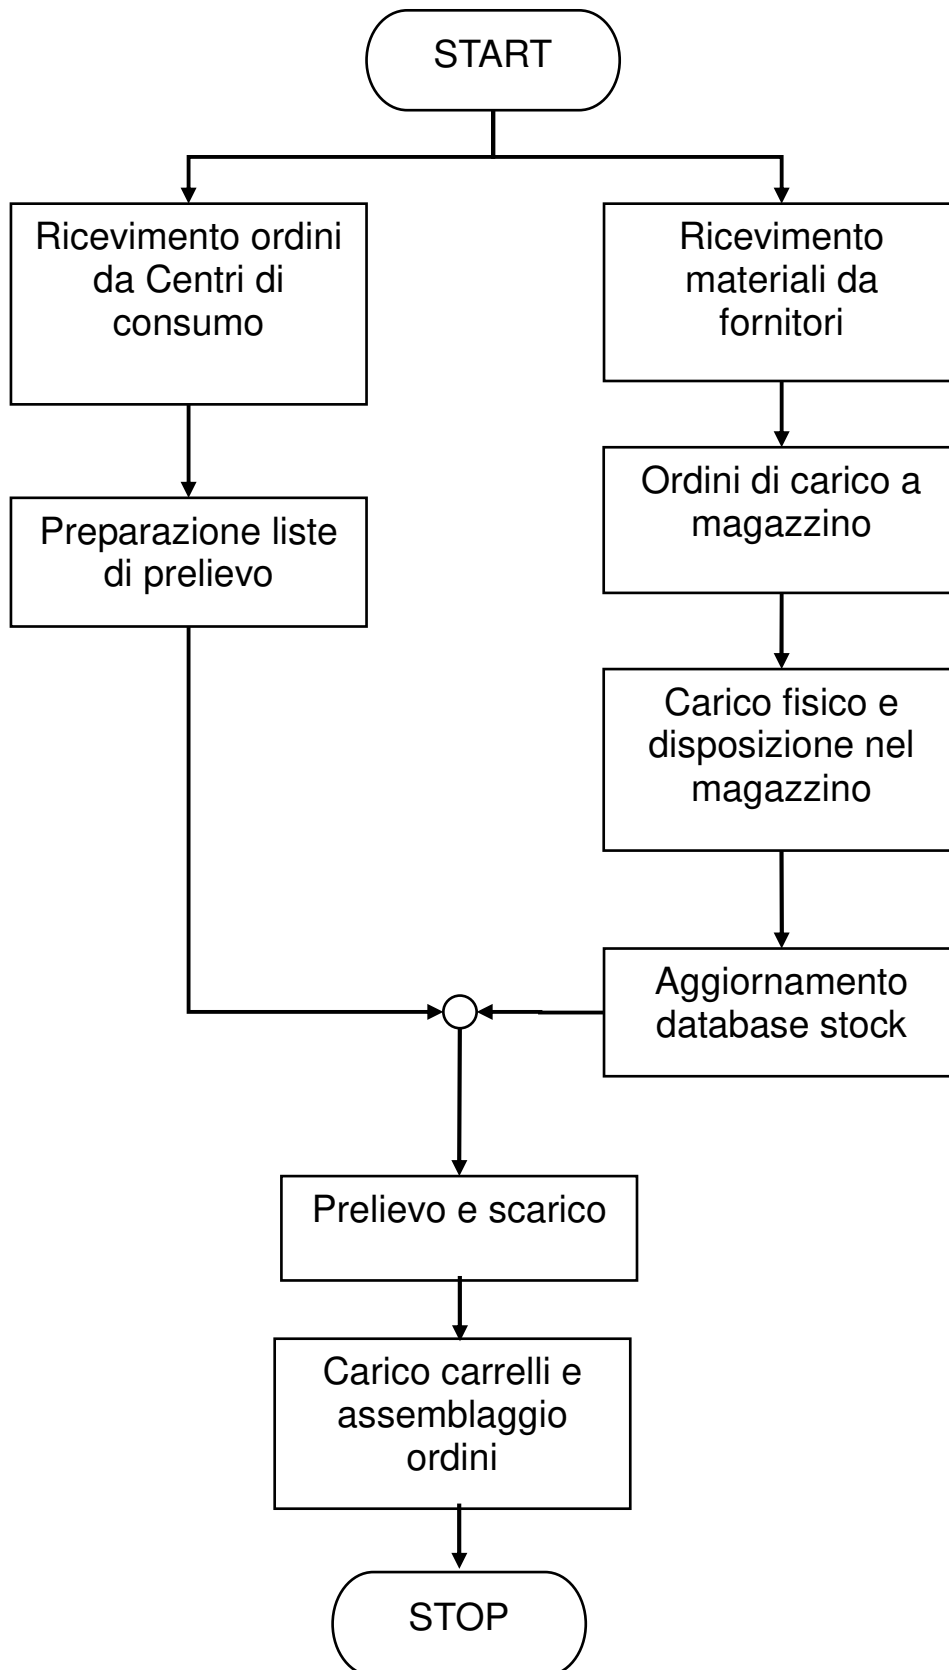 START
Ricevimento ordini
da Centri di
consumo
Ricevimento
materiali da
fornitori
Ordini di carico a
magazzino
Preparazione liste
di prelievo
Carico fisico e
disposizione nel
magazzino
Aggiornamento
database stock
Prelievo e scarico
Carico carrelli e
assemblaggio
ordini
STOP